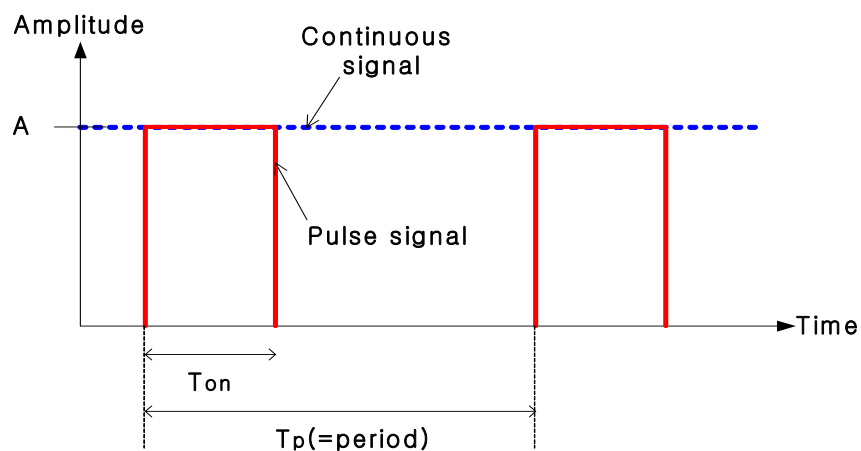 Amplitude
Continuous
signal
A
Pulse signal
Time
Ton
Tp(=period)